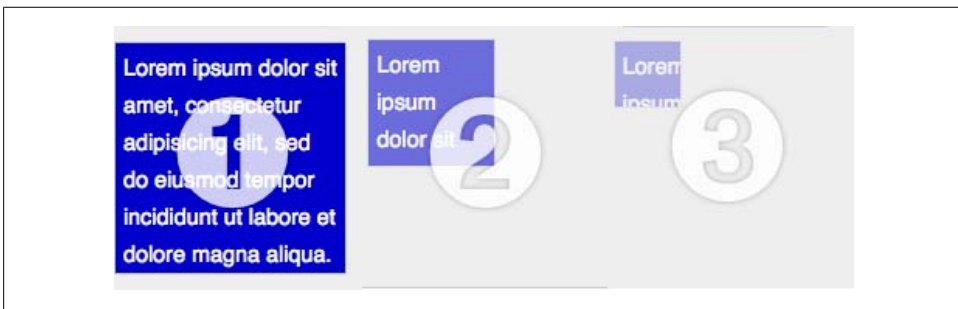 Lorem ipsum dolor sit
amet, consectetur
adipisicing elit, sed
do eiusmod tempor
incididunt ut labore et
dolore magna aliqua.
1
Lorem
ipsum
dolor sit
2
Lorem
ipsum
3